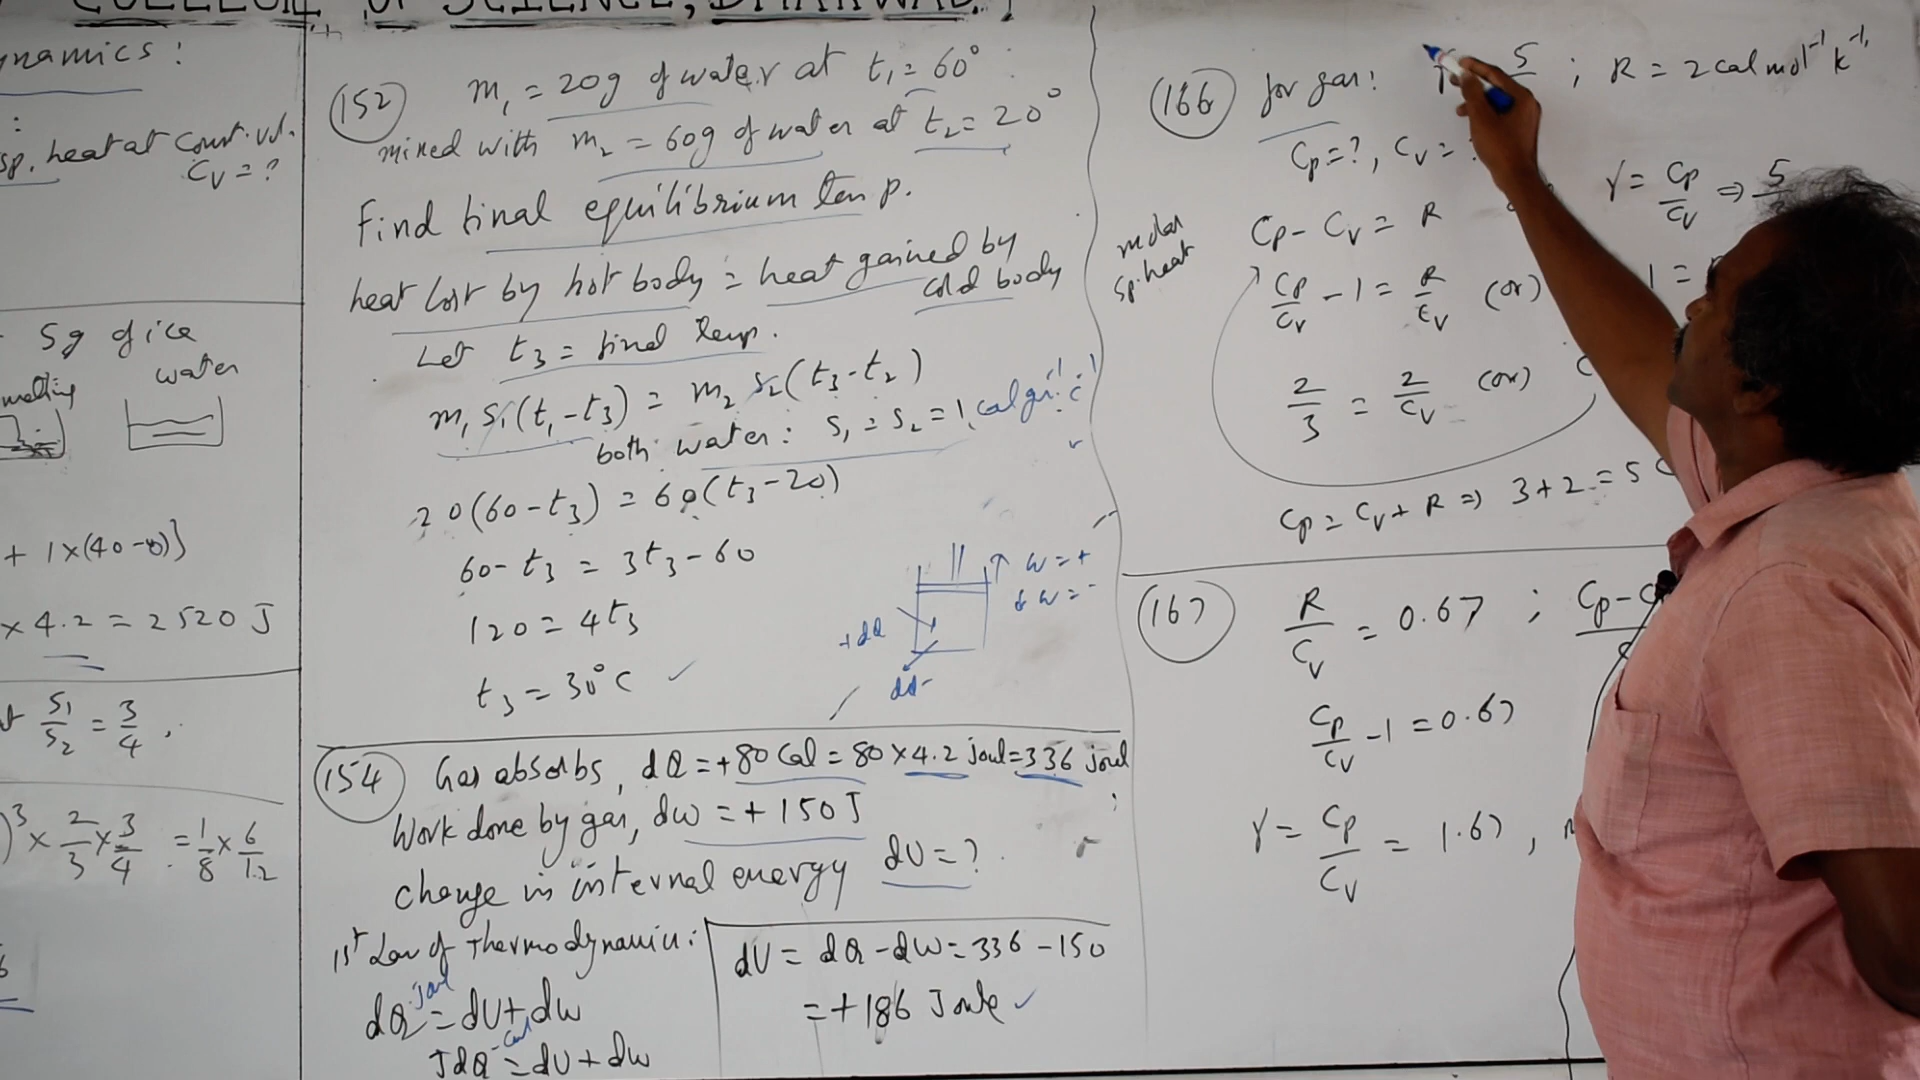 COLLEGE OF SCIENCE, DHARWAD.
ynamics :
:
sp. heat at const. vol.
Cv = ?
5g of ice
melting water
+ 1×(40-0)}
× 4.2 = 2520 J
S1/S2 = 3/4 ,
)³ × 2/3 × 3/4 = 1/8 × 6/12
(152) m₁ = 20g of water at t₁ = 60°
mixed with m₂ = 60g of water at t₂ = 20°
Find final equilibrium temp.
heat lost by hot body = heat gained by
cold body
Let t₃ = final temp.
m₁ s₁(t₁-t₃) = m₂ s₂(t₃-t₂)
both water : s₁ = s₂ = 1 cal gm⁻¹ c⁻¹
20(60-t₃) = 60(t₃-20)
60-t₃ = 3t₃-60
120 = 4t₃
t₃ = 30°C
↑ w = +
↓ w = -
+dQ
dQ-
(154) Gas absorbs, dQ = +80 Cal = 80×4.2 joul = 336 joul
Work done by gas, dw = +150J
change in internal energy dU = ?
1st Law of Thermodynamics :
dQ = dU + dw
joul
JdQ = dU + dw
cal
dU = dQ - dw = 336 - 150
= +186 Joule
(166) for gas : 5 ; R = 2 cal mol⁻¹ k⁻¹,
Cp = ?, Cv = ?
γ = Cp/Cv ⇒ 5
molar
sp. heat
Cp - Cv = R
Cp/Cv - 1 = R/Cv (or) 1 =
2/3 = 2/Cv (or) C
Cp = Cv + R ⇒ 3+2 = 5 C
(167) R/Cv = 0.67 ; Cp - C
Cp/Cv - 1 = 0.67
γ = Cp/Cv = 1.67 ,